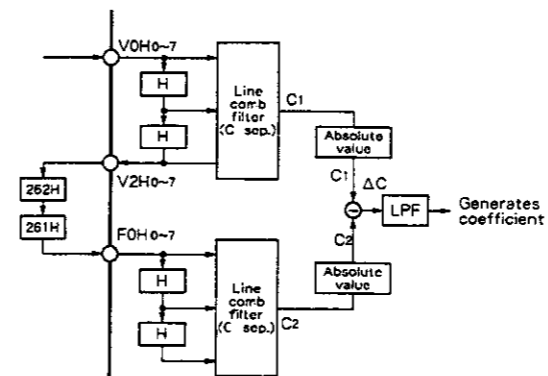 V0H0~7
H
H
Line
comb
filter
(C sep.)
C1
Absolute
value
C1
ΔC
V2H0~7
262H
261H
F0H0~7
H
H
Line
comb
filter
(C sep.)
C2
Absolute
value
C2
−
LPF
Generates
coefficient